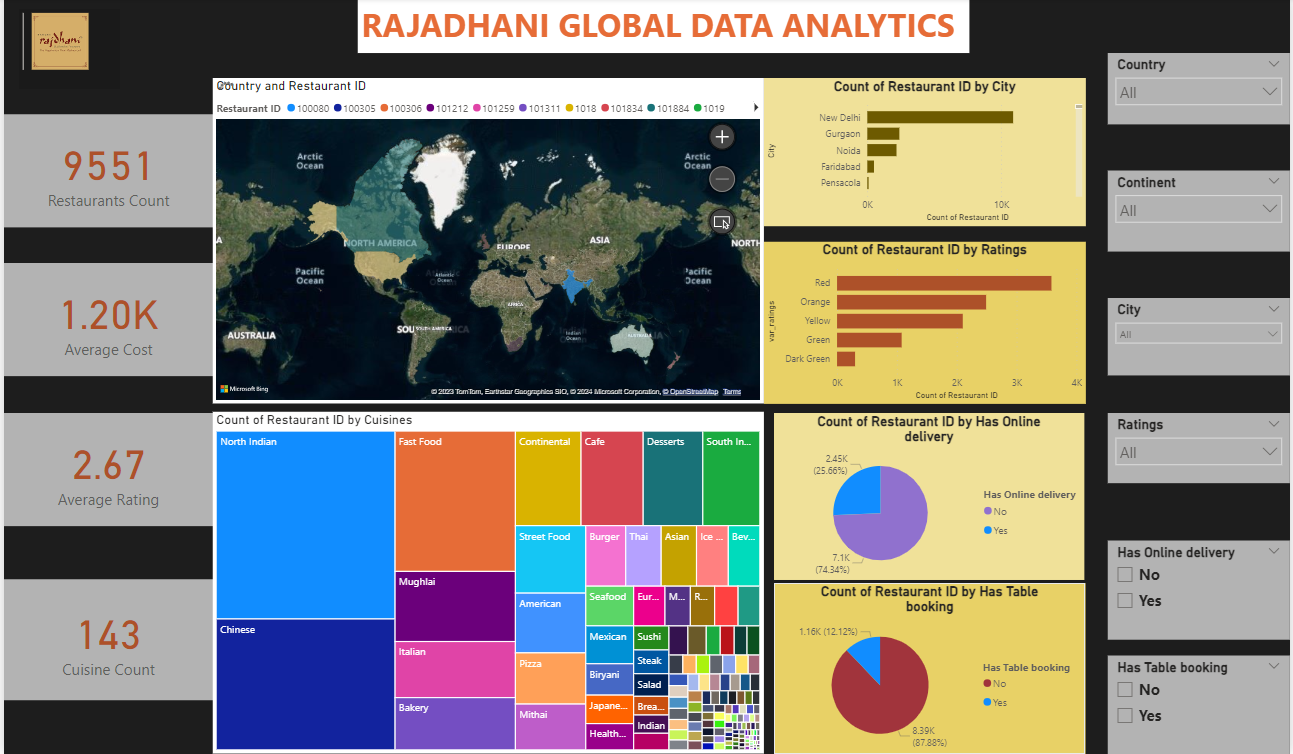 RAJADHANI GLOBAL DATA ANALYTICS
rajdhani
9551
Restaurants Count
1.20K
Average Cost
2.67
Average Rating
143
Cuisine Count
Country and Restaurant ID
Restaurant ID 100080 100305 100306 101212 101259 101311 1018 101834 101884 1019
Arctic
Ocean
Arctic
Ocean
NORTH AMERICA
EUROPE
ASIA
NORTH
Pacific
Ocean
Atlantic
Ocean
Pacific
Ocean
AFRICA
AUSTRALIA
SOUTH AMERICA
Indian
Ocean
AUSTRALIA
Microsoft Bing
© 2023 TomTom, Earthstar Geographics SIO, © 2024 Microsoft Corporation, © OpenStreetMap Terms
Count of Restaurant ID by City
City
New Delhi
Gurgaon
Noida
Faridabad
Pensacola
0K 10K
Count of Restaurant ID
Count of Restaurant ID by Ratings
var_ratings
Red
Orange
Yellow
Green
Dark Green
0K 1K 2K 3K 4K
Count of Restaurant ID
Count of Restaurant ID by Cuisines
North Indian
Chinese
Fast Food
Mughlai
Italian
Bakery
Continental
Cafe
Desserts
South In...
Street Food
American
Pizza
Mithai
Burger
Thai
Asian
Ice ...
Bev...
Seafood
Eur...
M...
R...
Mexican
Sushi
Biryani
Steak
Salad
Japane...
Brea...
Health...
Indian
Count of Restaurant ID by Has Online
delivery
2.45K
(25.66%)
7.1K
(74.34%)
Has Online delivery
No
Yes
Count of Restaurant ID by Has Table
booking
1.16K (12.12%)
8.39K
(87.88%)
Has Table booking
No
Yes
Country
All
Continent
All
City
All
Ratings
All
Has Online delivery
No
Yes
Has Table booking
No
Yes